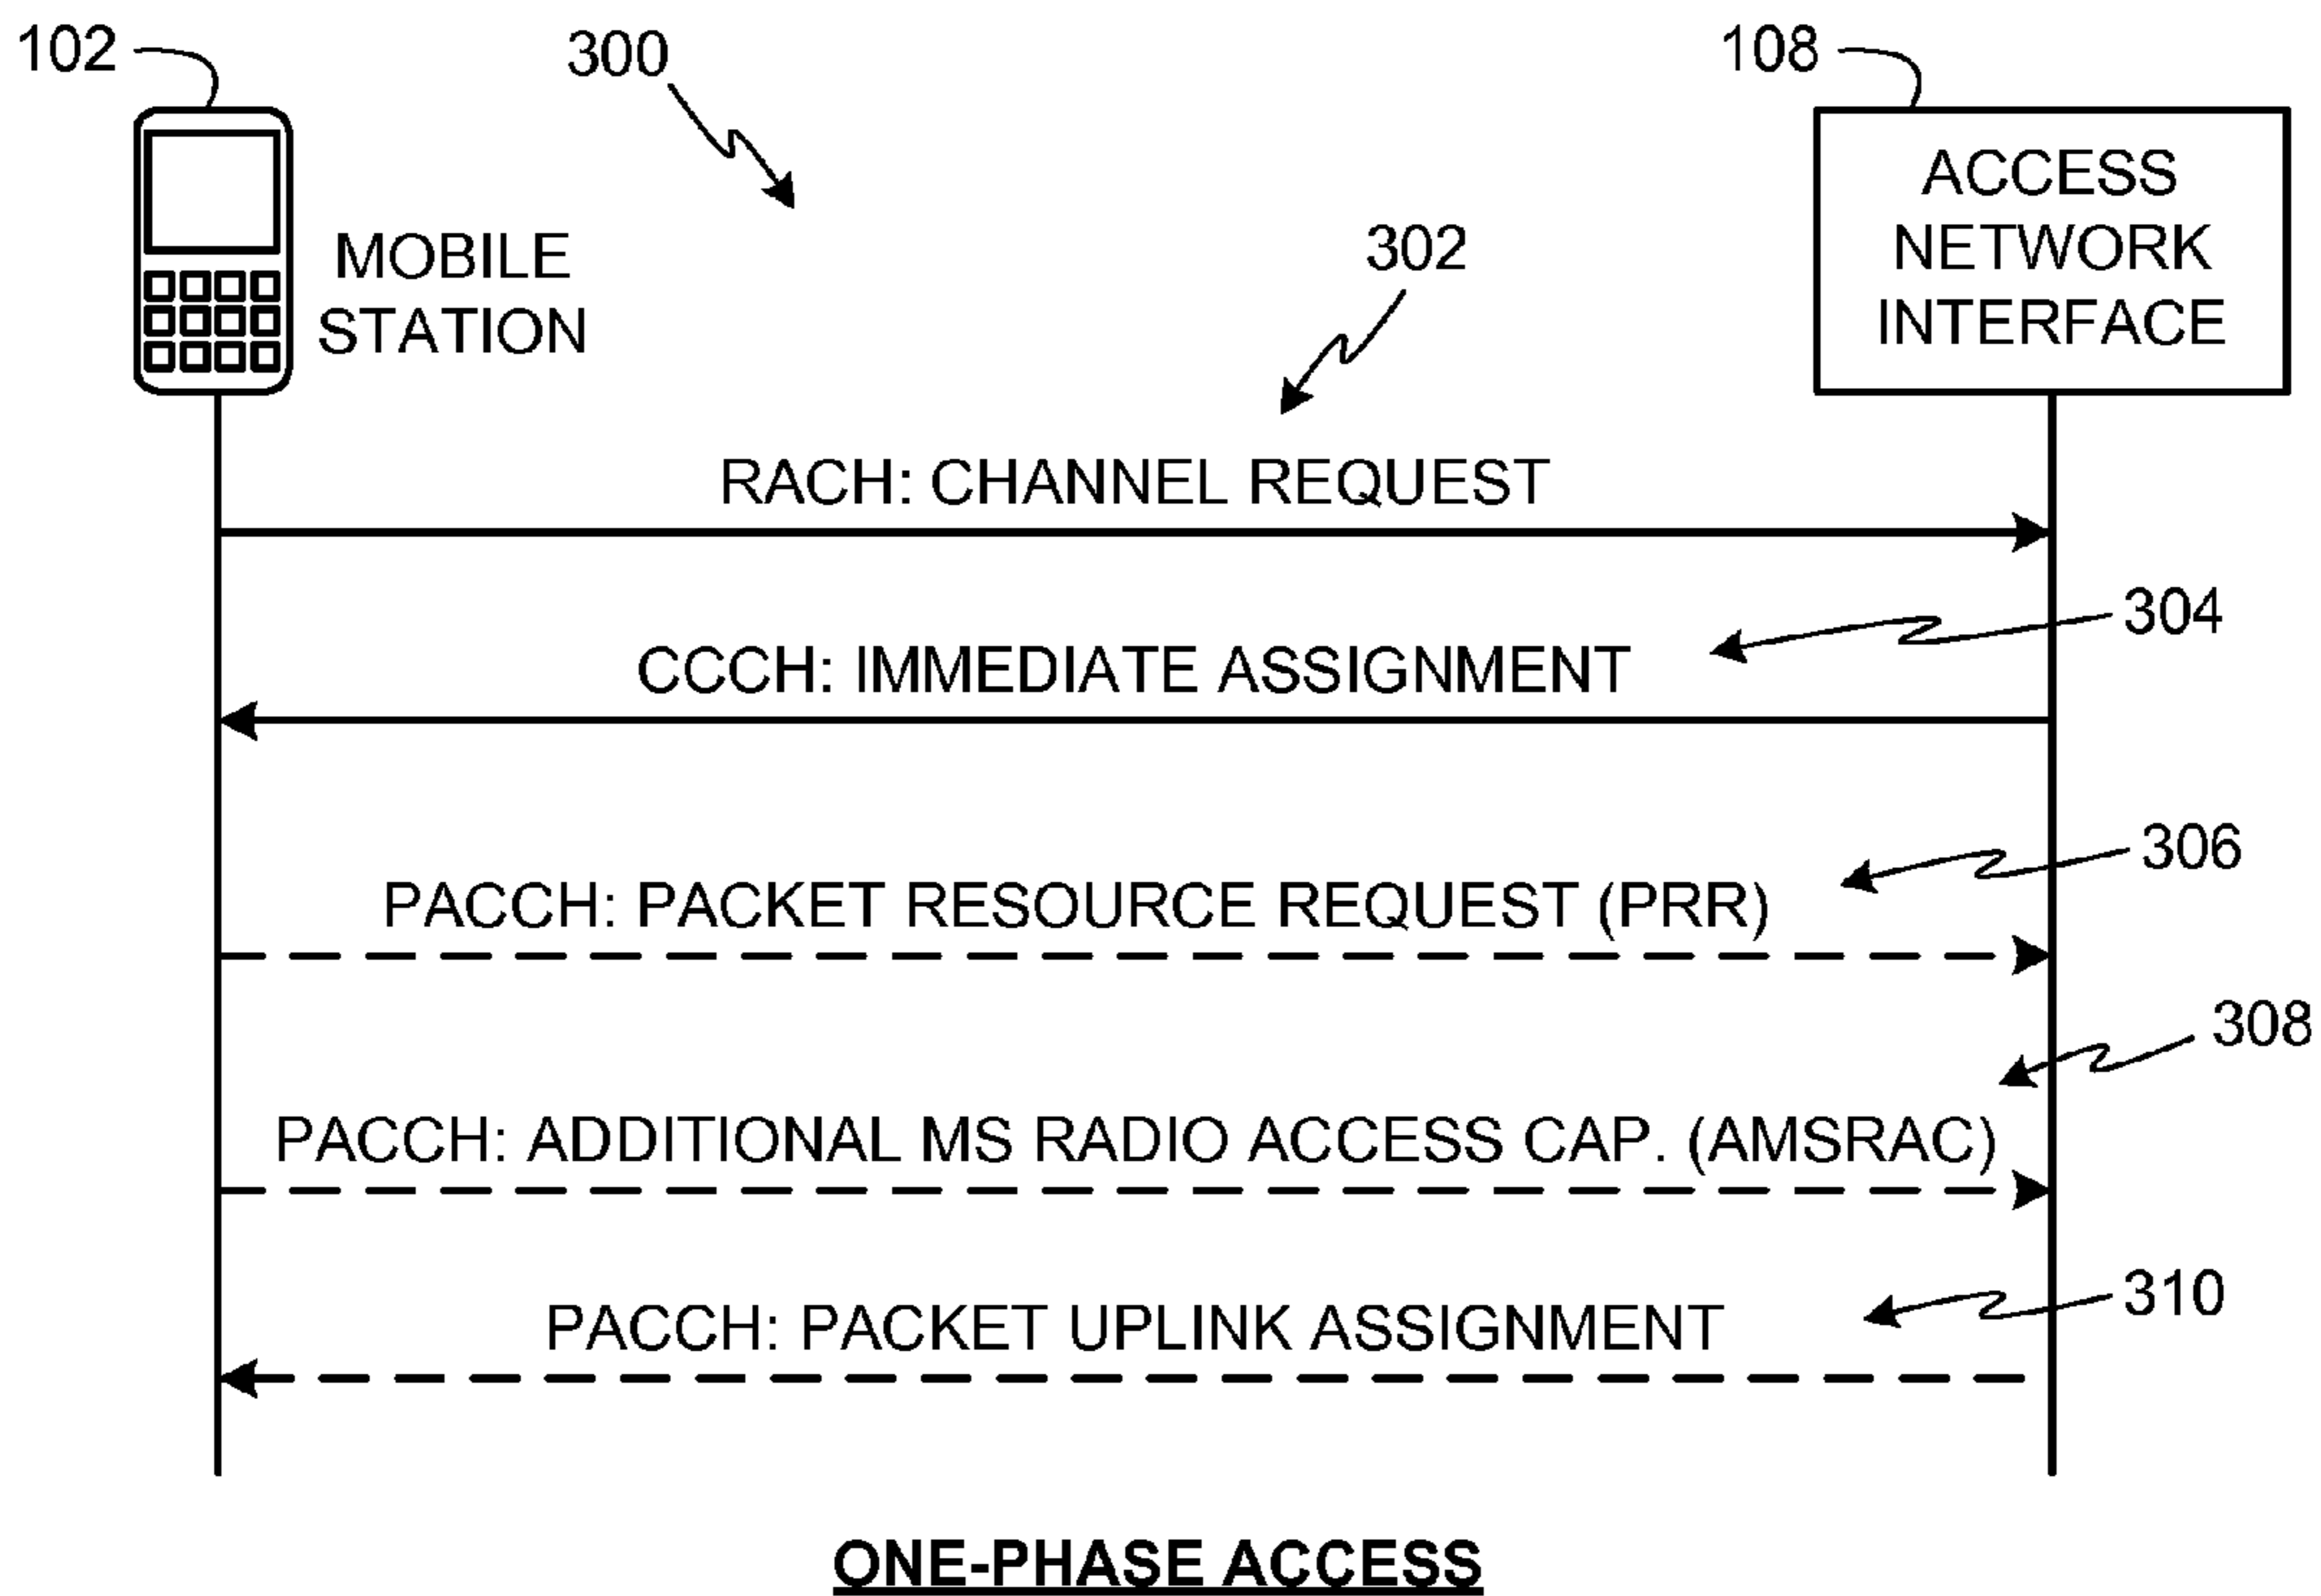 102
300
108
MOBILE
STATION
ACCESS
NETWORK
INTERFACE
302
RACH: CHANNEL REQUEST
304
CCCH: IMMEDIATE ASSIGNMENT
306
PACCH: PACKET RESOURCE REQUEST (PRR)
308
PACCH: ADDITIONAL MS RADIO ACCESS CAP. (AMSRAC)
310
PACCH: PACKET UPLINK ASSIGNMENT
ONE-PHASE ACCESS